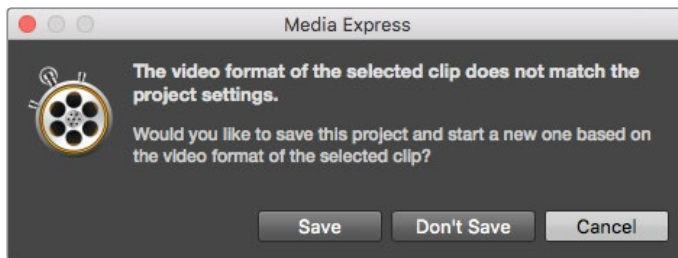 Media Express
The video format of the selected clip does not match the
project settings.
Would you like to save this project and start a new one based on
the video format of the selected clip?
Save Don't Save Cancel